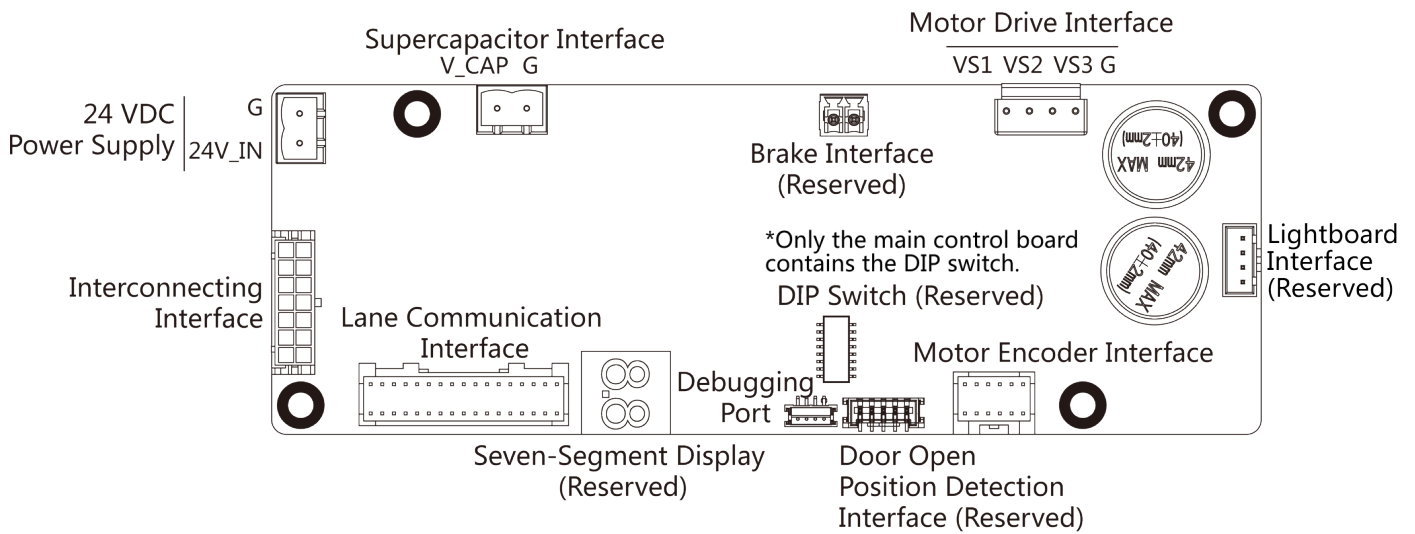 Motor Drive Interface
VS1 VS2 VS3 G
Supercapacitor Interface
V_CAP G
24 VDC
Power Supply
G
24V_IN
Brake Interface
(Reserved)
42mm MAX
(40±2mm)
*Only the main control board
contains the DIP switch.
DIP Switch (Reserved)
42mm MAX
(40±2mm)
Lightboard
Interface
(Reserved)
Interconnecting
Interface
Lane Communication
Interface
Motor Encoder Interface
Debugging
Port
Seven-Segment Display
(Reserved)
Door Open
Position Detection
Interface (Reserved)